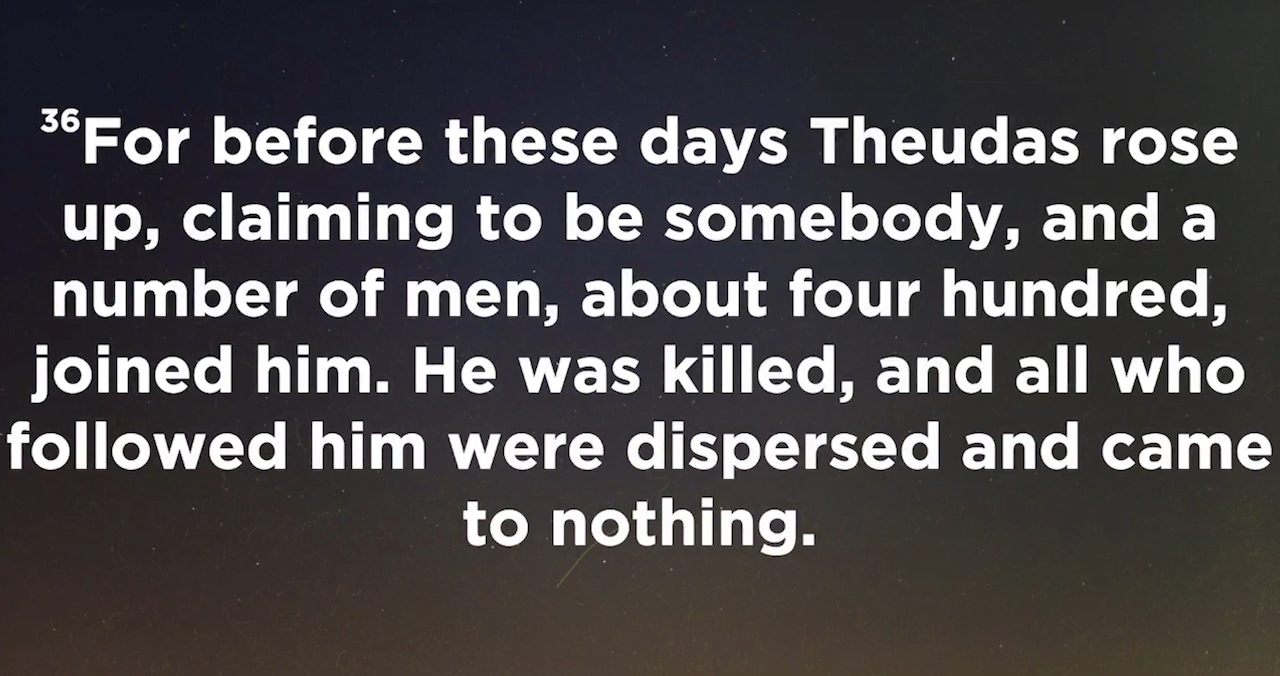 36For before these days Theudas rose
up, claiming to be somebody, and a
number of men, about four hundred,
joined him. He was killed, and all who
followed him were dispersed and came
to nothing.